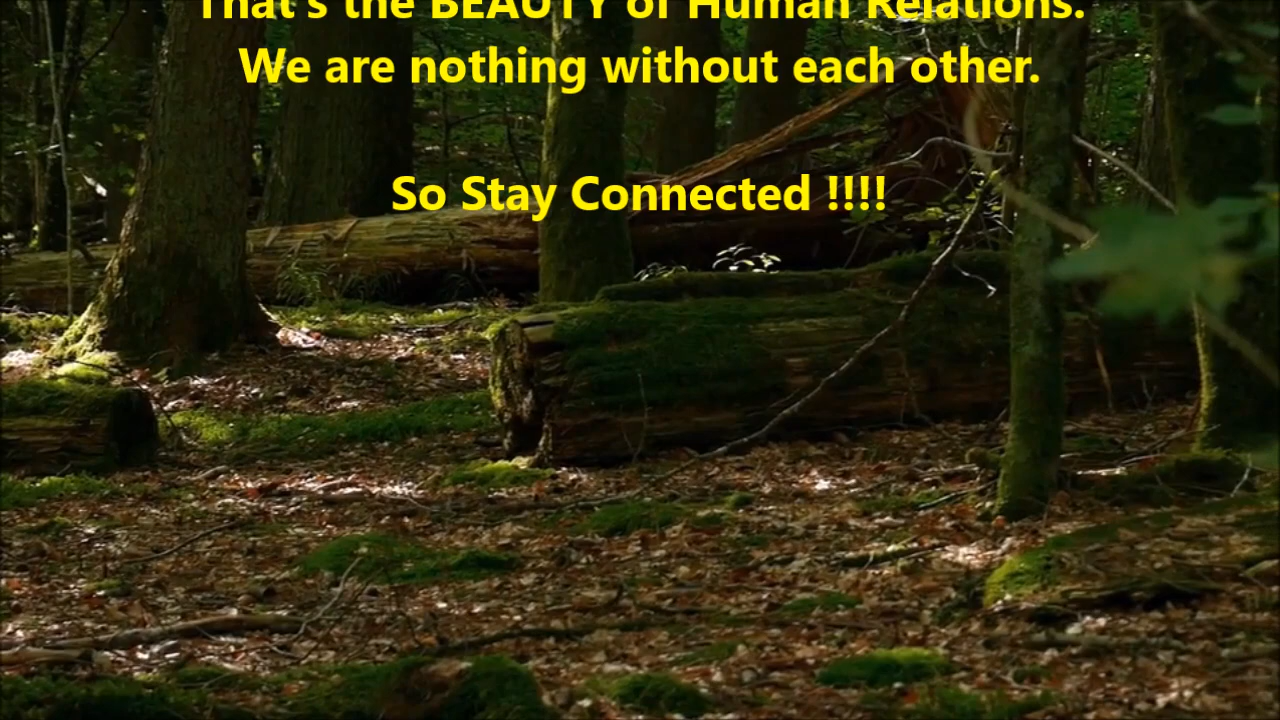 That's the BEAUTY of Human Relations.
We are nothing without each other.
So Stay Connected !!!!